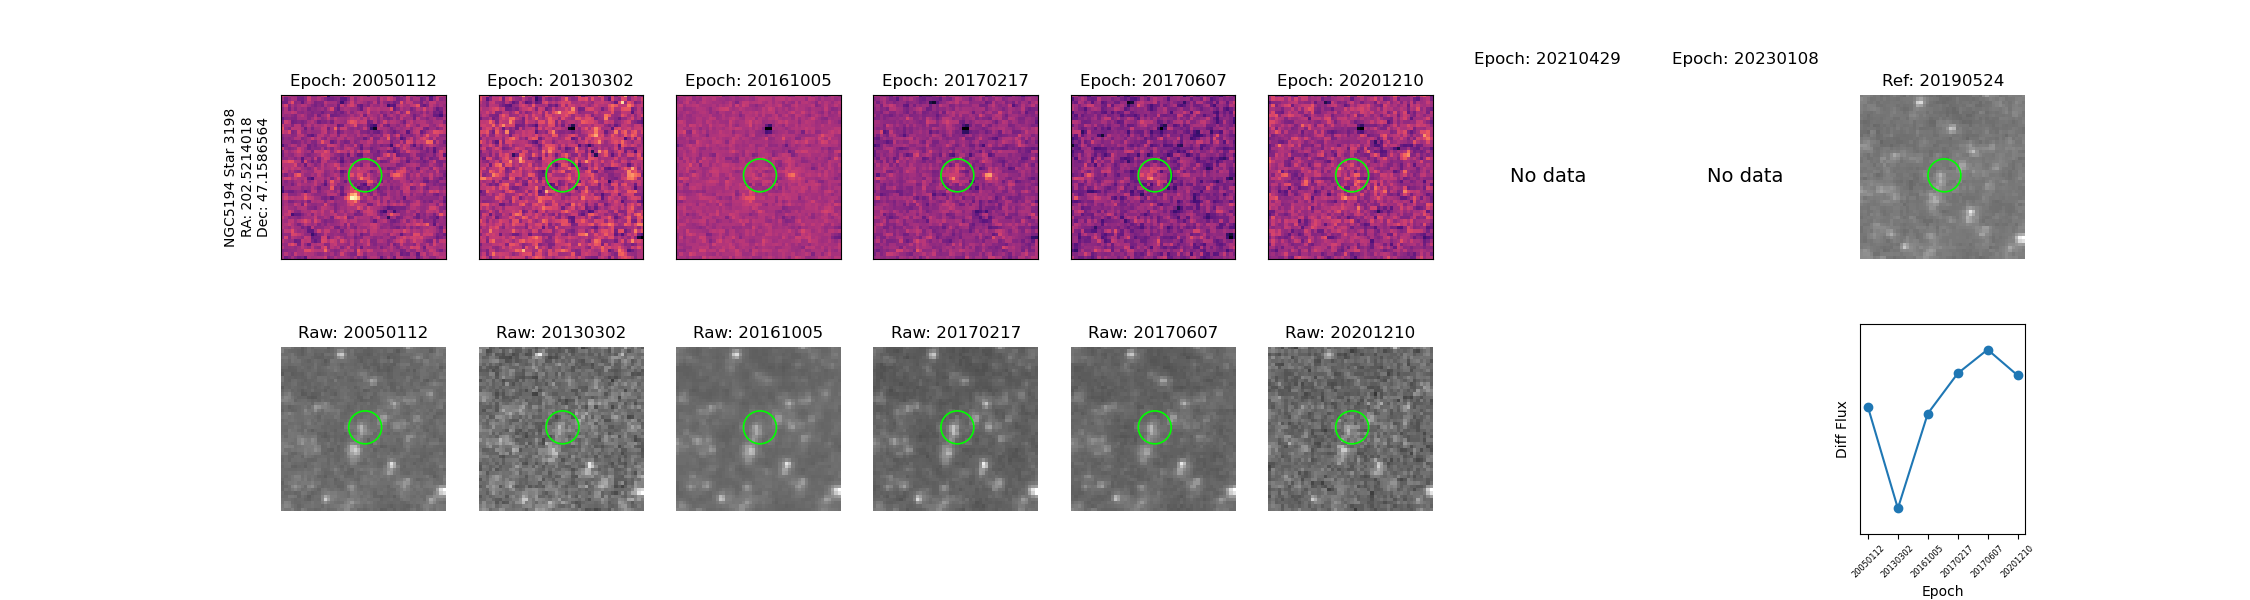 NGC5194 Star 3198
RA: 202.5214018
Dec: 47.1586564
Epoch: 20050112
Epoch: 20130302
Epoch: 20161005
Epoch: 20170217
Epoch: 20170607
Epoch: 20201210
Epoch: 20210429
Epoch: 20230108
Ref: 20190524
No data
No data
Raw: 20050112
Raw: 20130302
Raw: 20161005
Raw: 20170217
Raw: 20170607
Raw: 20201210
Diff Flux
20050112
20130302
20161005
20170217
20170607
20201210
Epoch